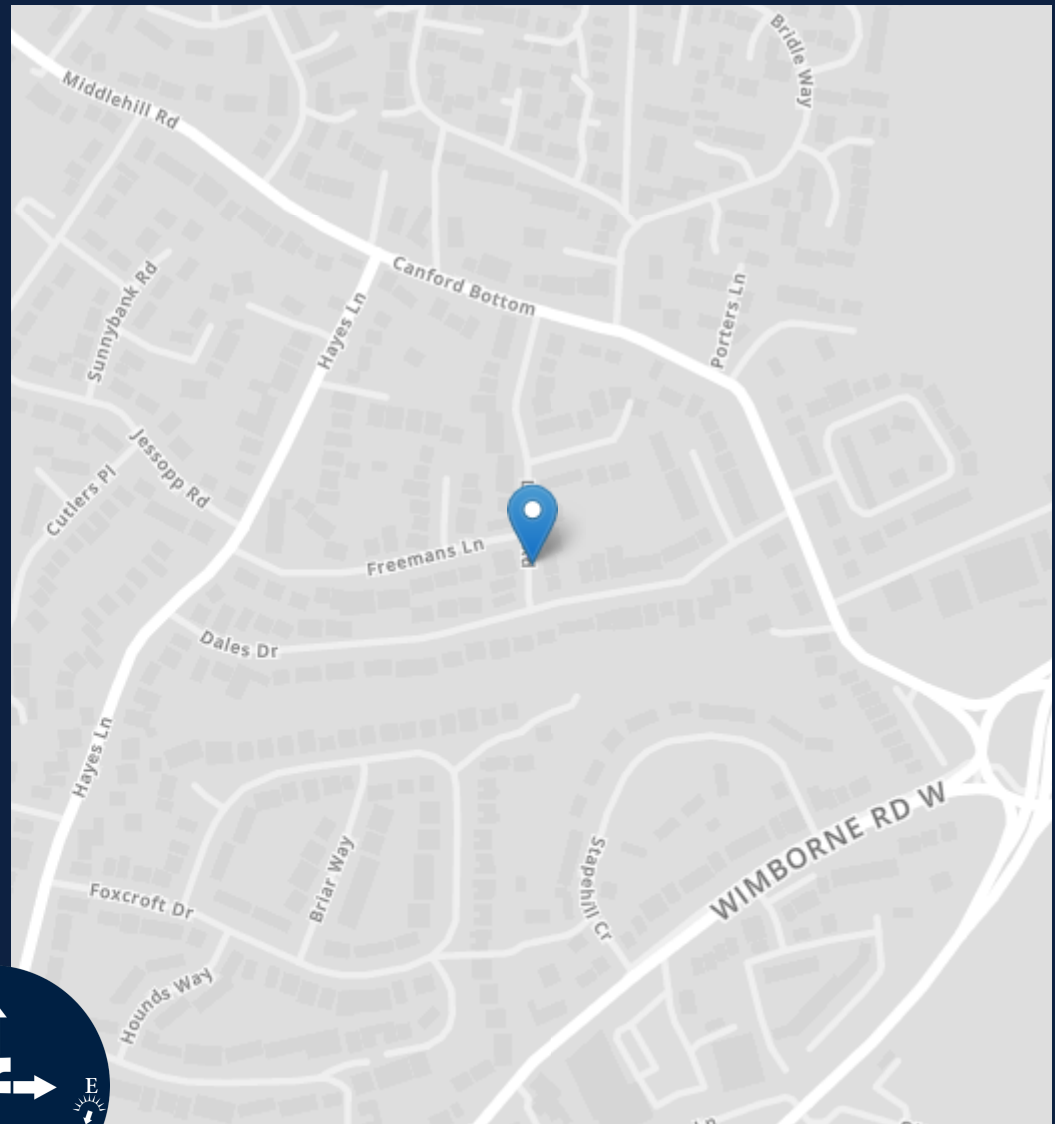 Bridle Way
Middlehill Rd
Canford Bottom
Sunnybank Rd
Hayes Ln
Porters Ln
Jessopp Rd
Cutlers Pl
Freemans Ln
Dales Dr
Hayes Ln
WIMBORNE RD W
Stapehill Cr
Briar Way
Foxcroft Dr
Hounds Way
E
Ln